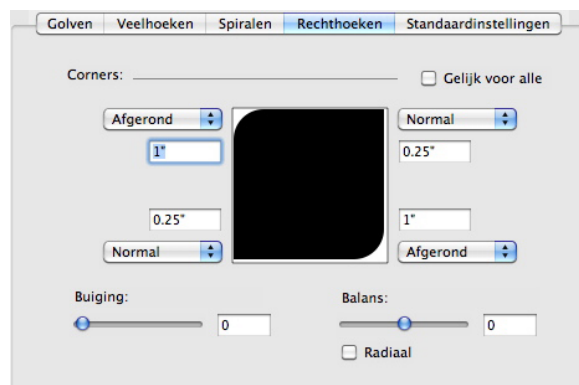 Golven Veelhoeken Spiralen Rechthoeken Standaardinstellingen
Corners: Gelijk voor alle
Afgerond Normal
1" 0.25"
0.25" 1"
Normal Afgerond
Buiging: Balans:
0 0
Radiaal